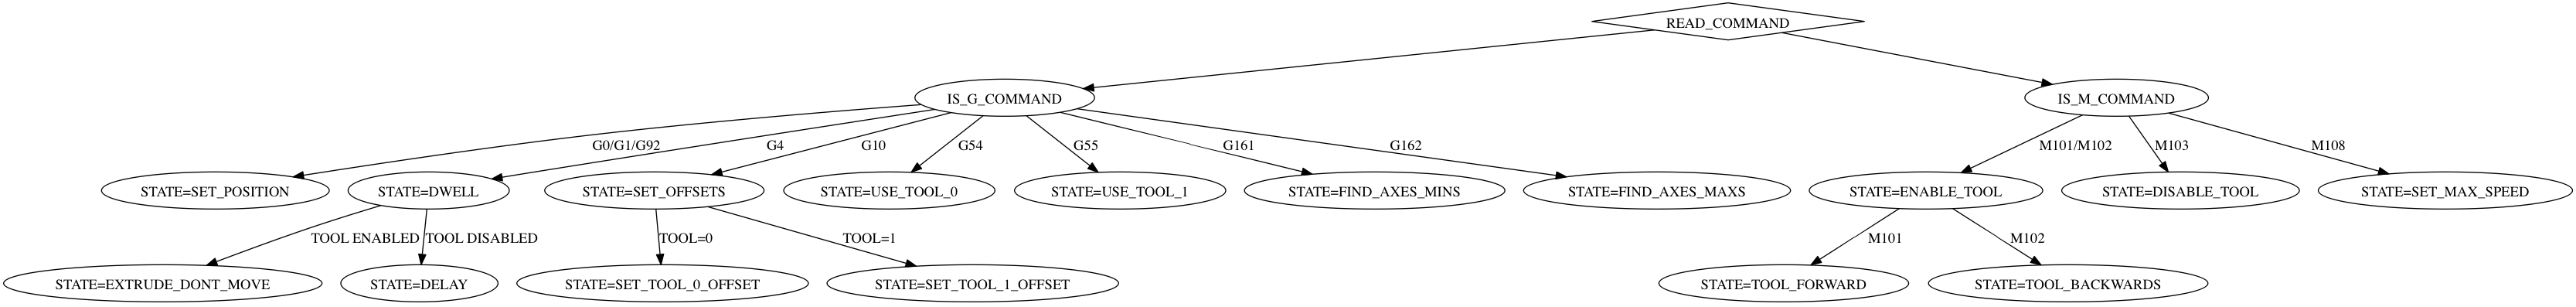 READ_COMMAND
IS_G_COMMAND
IS_M_COMMAND
G0/G1/G92
G4
G10
G54
G55
G161
G162
M101/M102
M103
M108
STATE=SET_POSITION
STATE=DWELL
STATE=SET_OFFSETS
STATE=USE_TOOL_0
STATE=USE_TOOL_1
STATE=FIND_AXES_MINS
STATE=FIND_AXES_MAXS
STATE=ENABLE_TOOL
STATE=DISABLE_TOOL
STATE=SET_MAX_SPEED
TOOL ENABLED
TOOL DISABLED
TOOL=0
TOOL=1
M101
M102
STATE=EXTRUDE_DONT_MOVE
STATE=DELAY
STATE=SET_TOOL_0_OFFSET
STATE=SET_TOOL_1_OFFSET
STATE=TOOL_FORWARD
STATE=TOOL_BACKWARDS